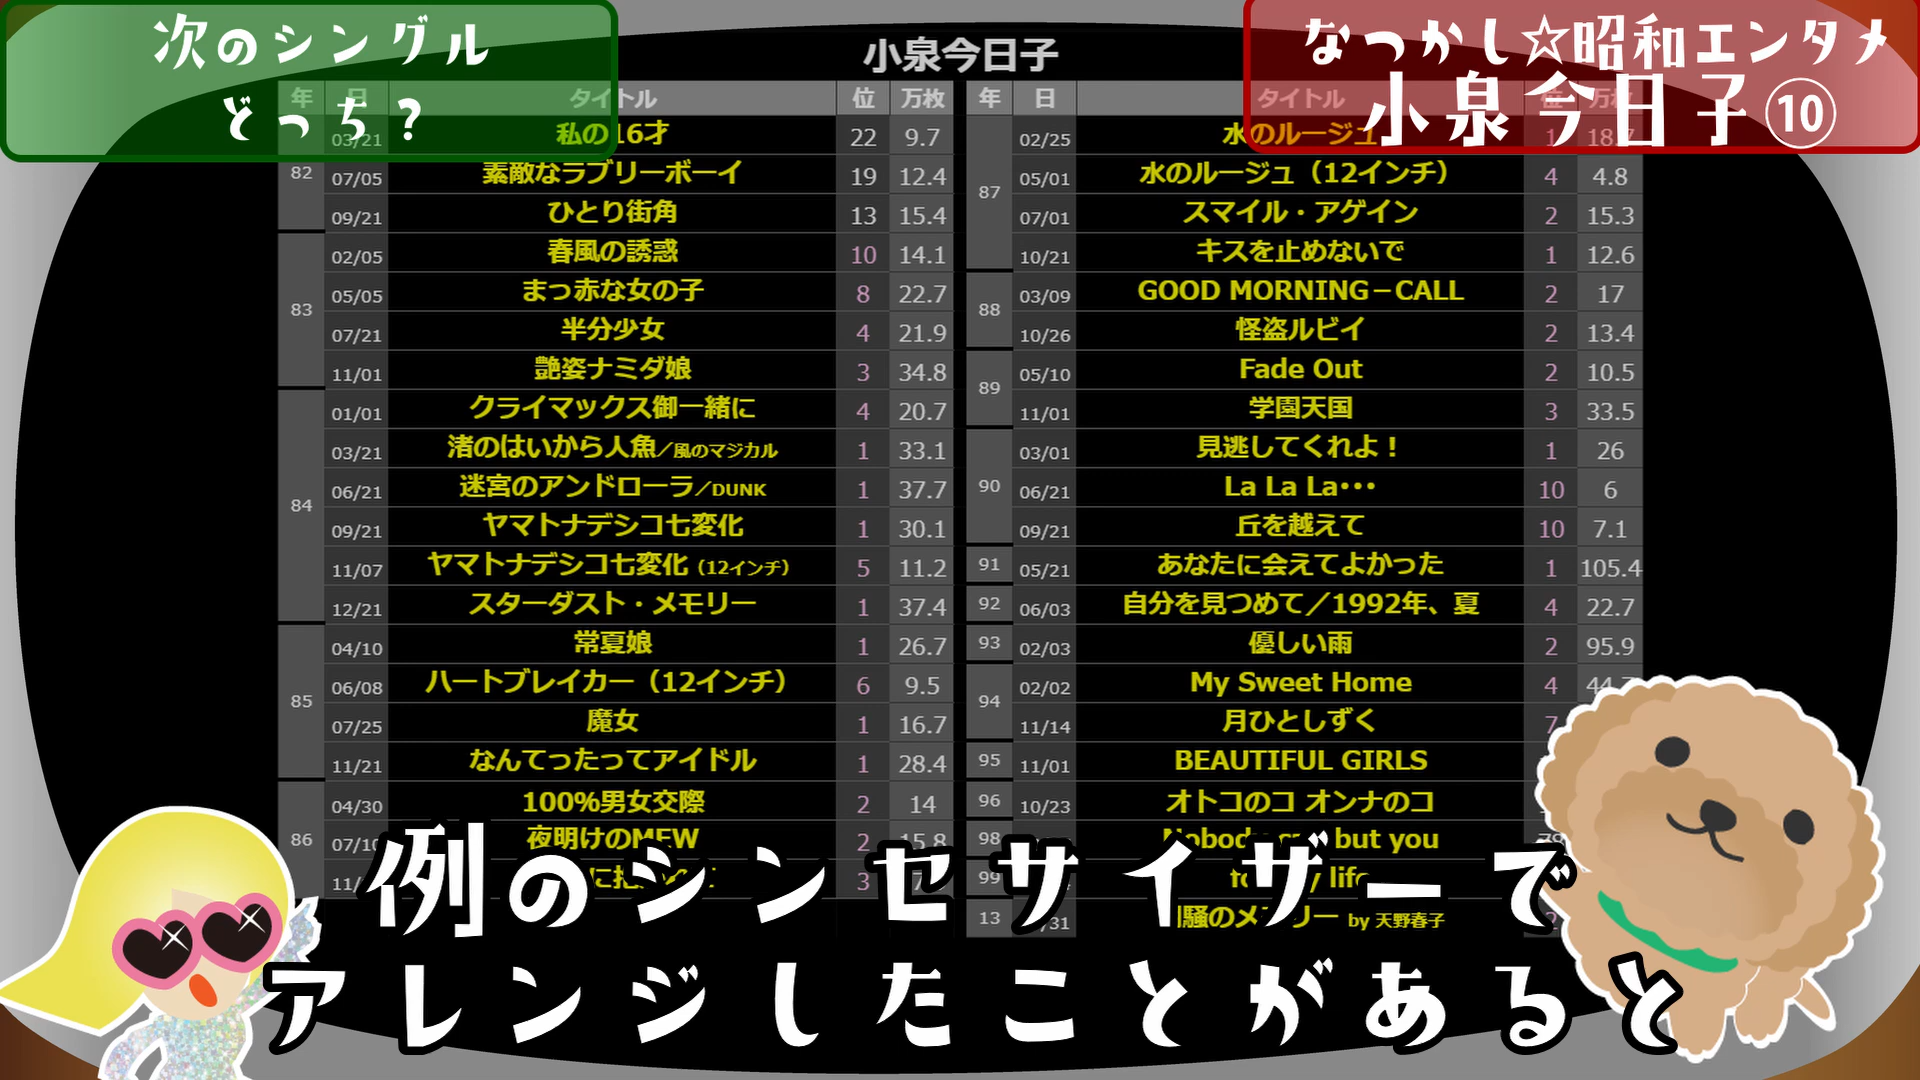 次のシングル
どっち?
小泉今日子
なつかし☆昭和エンタメ
小泉今日子⑩
年 日 タイトル 位 万枚
82
03/21 私の16才 22 9.7
07/05 素敵なラブリーボーイ 19 12.4
09/21 ひとり街角 13 15.4
83
02/05 春風の誘惑 10 14.1
05/05 まっ赤な女の子 8 22.7
07/21 半分少女 4 21.9
11/01 艶姿ナミダ娘 3 34.8
84
01/01 クライマックス御一緒に 4 20.7
03/21 渚のはいから人魚/風のマジカル 1 33.1
06/21 迷宮のアンドローラ/DUNK 1 37.7
09/21 ヤマトナデシコ七変化 1 30.1
11/07 ヤマトナデシコ七変化(12インチ) 5 11.2
12/21 スターダスト・メモリー 1 37.4
85
04/10 常夏娘 1 26.7
06/08 ハートブレイカー(12インチ) 6 9.5
07/25 魔女 1 16.7
11/21 なんてったってアイドル 1 28.4
86
04/30 100%男女交際 2 14
07/10 夜明けのMEW 2 15.8
3
年 日 タイトル 位 万枚
87
02/25 水のルージュ 1
05/01 水のルージュ(12インチ) 4 4.8
07/01 スマイル・アゲイン 2 15.3
10/21 キスを止めないで 1 12.6
88
03/09 GOOD MORNING-CALL 2 17
10/26 怪盗ルビイ 2 13.4
89
05/10 Fade Out 2 10.5
11/01 学園天国 3 33.5
90
03/01 見逃してくれよ! 1 26
06/21 La La La・・・ 10 6
09/21 丘を越えて 10 7.1
91 05/21 あなたに会えてよかった 1 105.4
92 06/03 自分を見つめて/1992年、夏 4 22.7
93 02/03 優しい雨 2 95.9
94
02/02 My Sweet Home 4
11/14 月ひとしずく 7
95 11/01 BEAUTIFUL GIRLS
96 10/23 オトコのコ オンナのコ
98 but you
99
13 by 天野春子
例のシンセサイザーで
アレンジしたことがあると